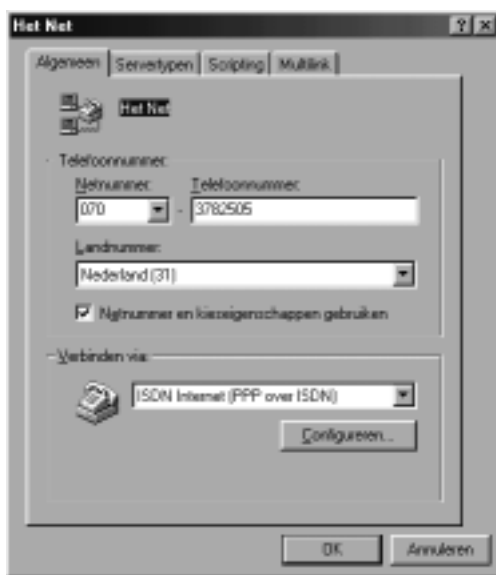 Het Net
Algemeen Servertypen Scripting Multilink
Het Net
Telefoonnummer:
Netnummer: Telefoonnummer:
070 - 3782505
Landnummer:
Nederland (31)
Netnummer en kieseigenschappen gebruiken
Verbinden via:
ISDN Internet (PPP over ISDN)
Configureren...
OK Annuleren